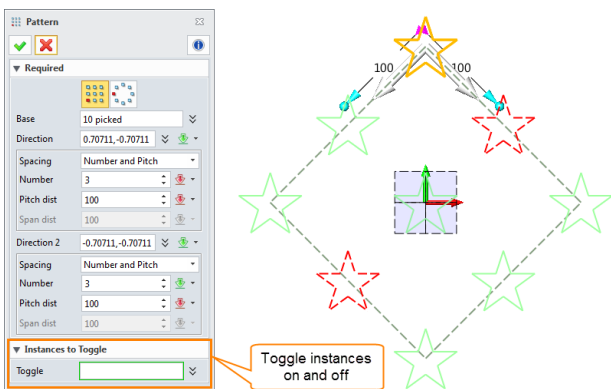 Pattern
Required
Base 10 picked
Direction 0.70711,-0.70711
Spacing Number and Pitch
Number 3
Pitch dist 100
Span dist 100
Direction 2 -0.70711,-0.70711
Spacing Number and Pitch
Number 3
Pitch dist 100
Span dist 100
Instances to Toggle
Toggle
100 100
Toggle instances
on and off